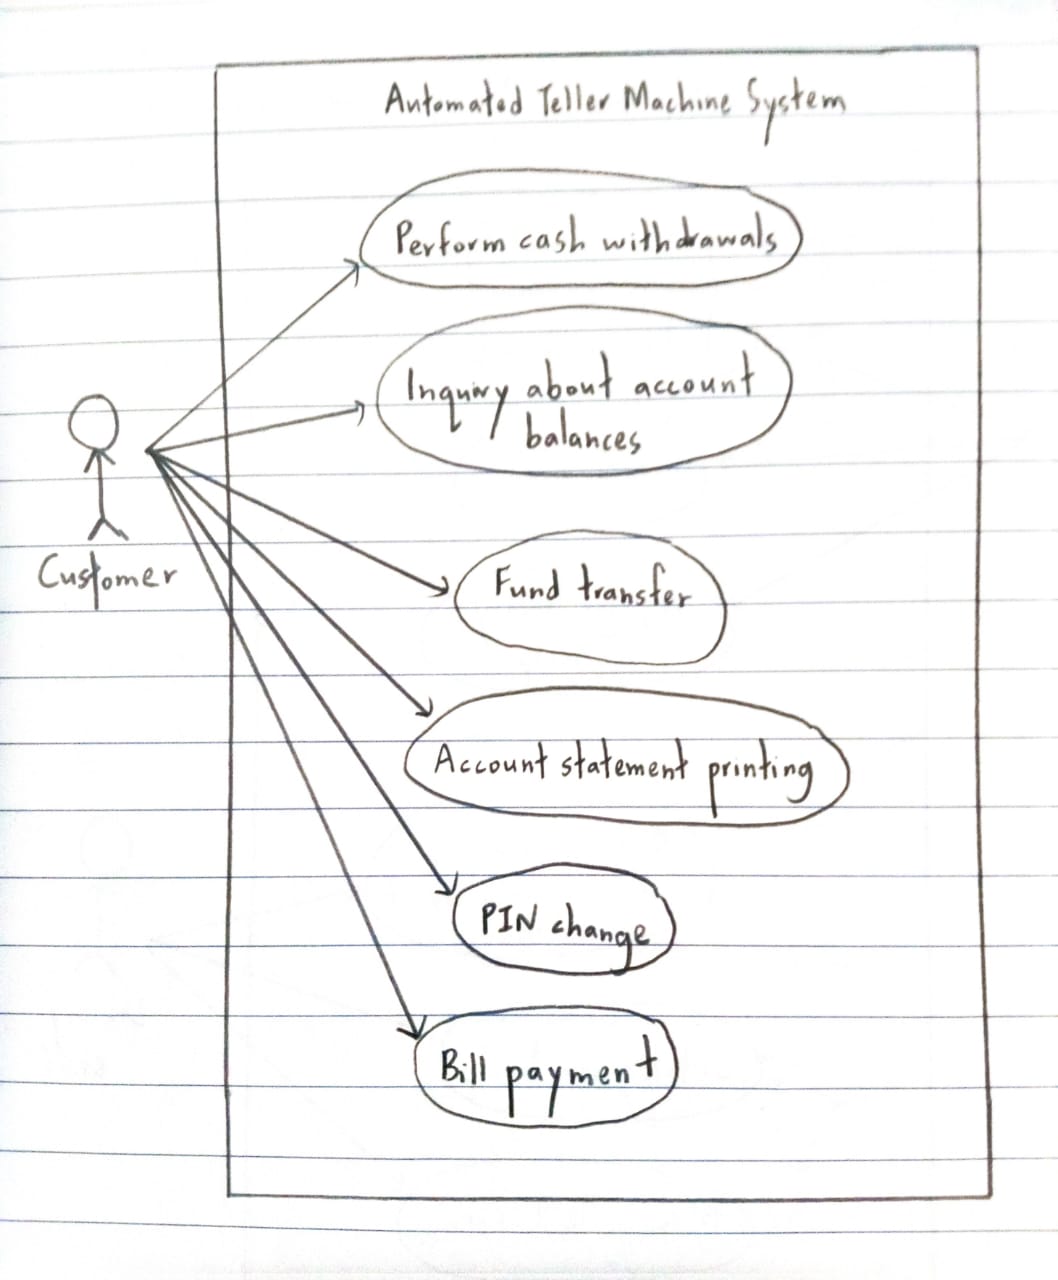 Automated Teller Machine System
Perform cash withdrawals
Inquiry about account
balances
Fund transfer
Customer
Account statement printing
PIN change
Bill payment